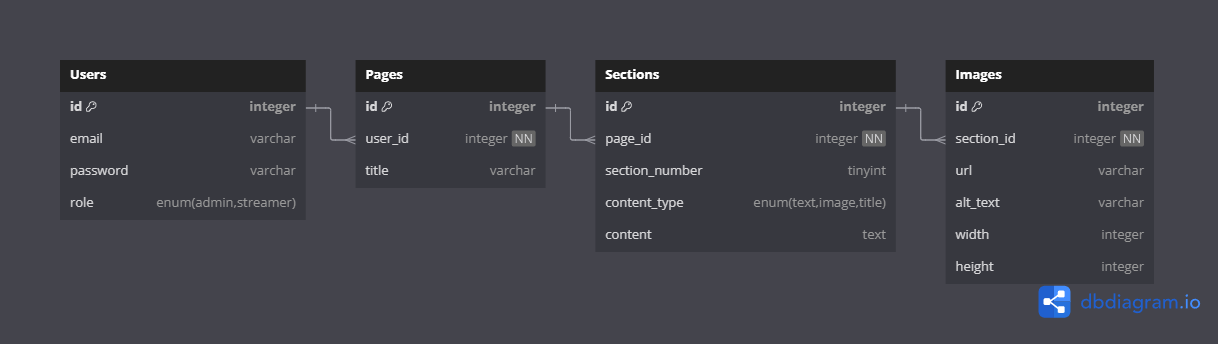 Users
id integer
email varchar
password varchar
role enum(admin,streamer)
Pages
id integer
user_id integer NN
title varchar
Sections
id integer
page_id integer NN
section_number tinyint
content_type enum(text,image,title)
content text
Images
id integer
section_id integer NN
url varchar
alt_text varchar
width integer
height integer
dbdiagram.io